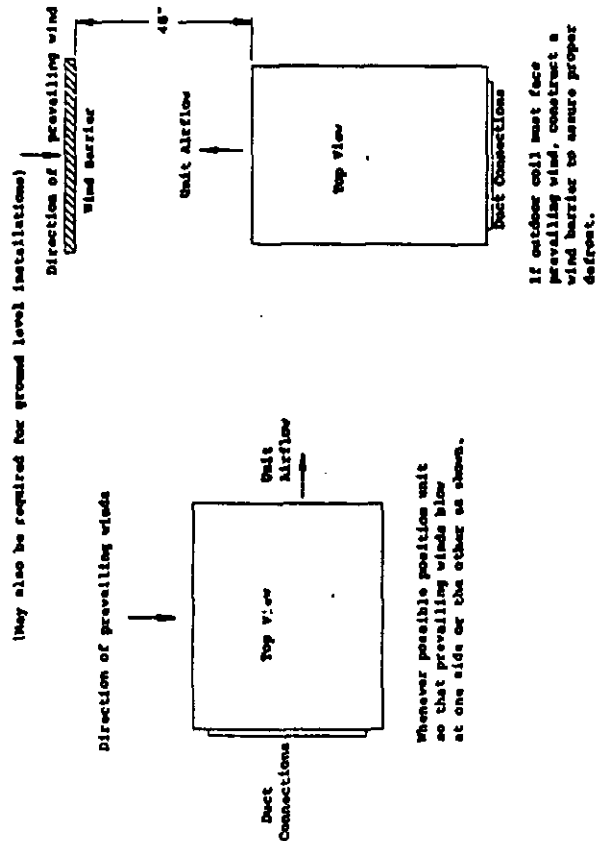 (May also be required for ground level installations)
Direction of prevailing winds
Unit
Airflow
Top View
Duct
Connections
Whenever possible position unit
so that prevailing winds blow
at one side or the other as shown.
Direction of prevailing wind
Wind Barrier
Unit Airflow
Top View
Duct Connections
If outdoor coil must face
prevailing wind, construct a
wind barrier to assure proper
defrost.